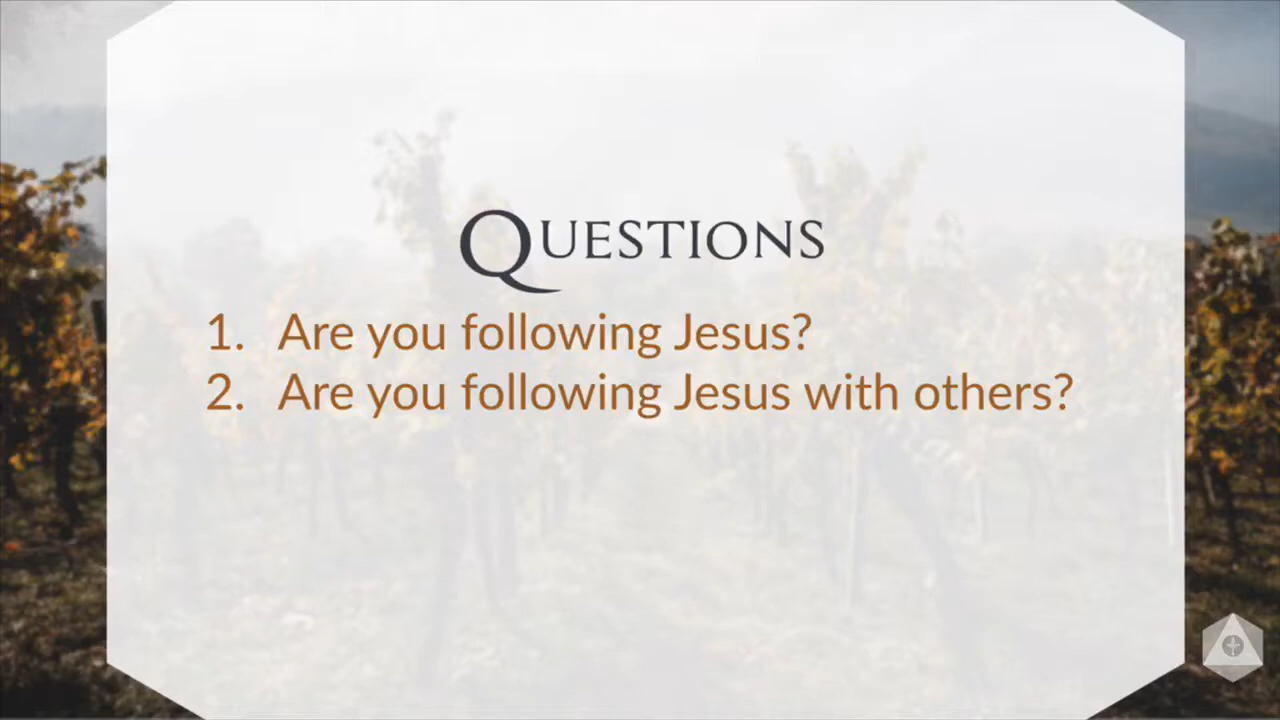 Questions
1. Are you following Jesus?
2. Are you following Jesus with others?